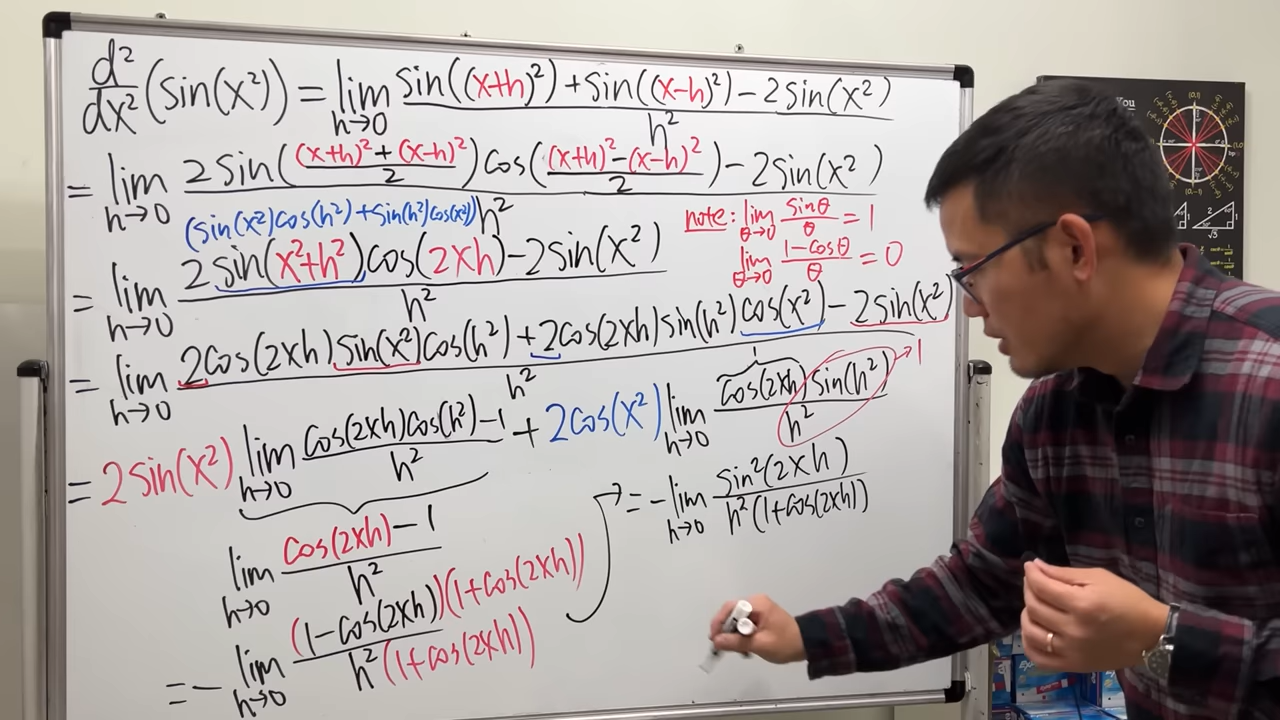 d²/dx² (sin(x²)) = lim h→0 (sin((x+h)²) + sin((x-h)²) - 2sin(x²)) / h²
= lim h→0 (2sin(((x+h)² + (x-h)²)/2) cos(((x+h)² - (x-h)²)/2) - 2sin(x²)) / h²
(sin(x²)cos(h²) + sin(h²)cos(x²))
= lim h→0 (2sin(x²+h²)cos(2xh) - 2sin(x²)) / h²
note: lim θ→0 sinθ/θ = 1
lim θ→0 (1-cosθ)/θ = 0
= lim h→0 (2cos(2xh)sin(x²)cos(h²) + 2cos(2xh)sin(h²)cos(x²) - 2sin(x²)) / h²
= 2sin(x²) lim h→0 (cos(2xh)cos(h²) - 1)/h² + 2cos(x²) lim h→0 (cos(2xh) sin(h²))/h²
1
→ 1
lim h→0 (cos(2xh) - 1)/h²
= - lim h→0 ((1-cos(2xh))(1+cos(2xh))) / (h²(1+cos(2xh)))
= - lim h→0 sin²(2xh) / (h²(1+cos(2xh)))
You